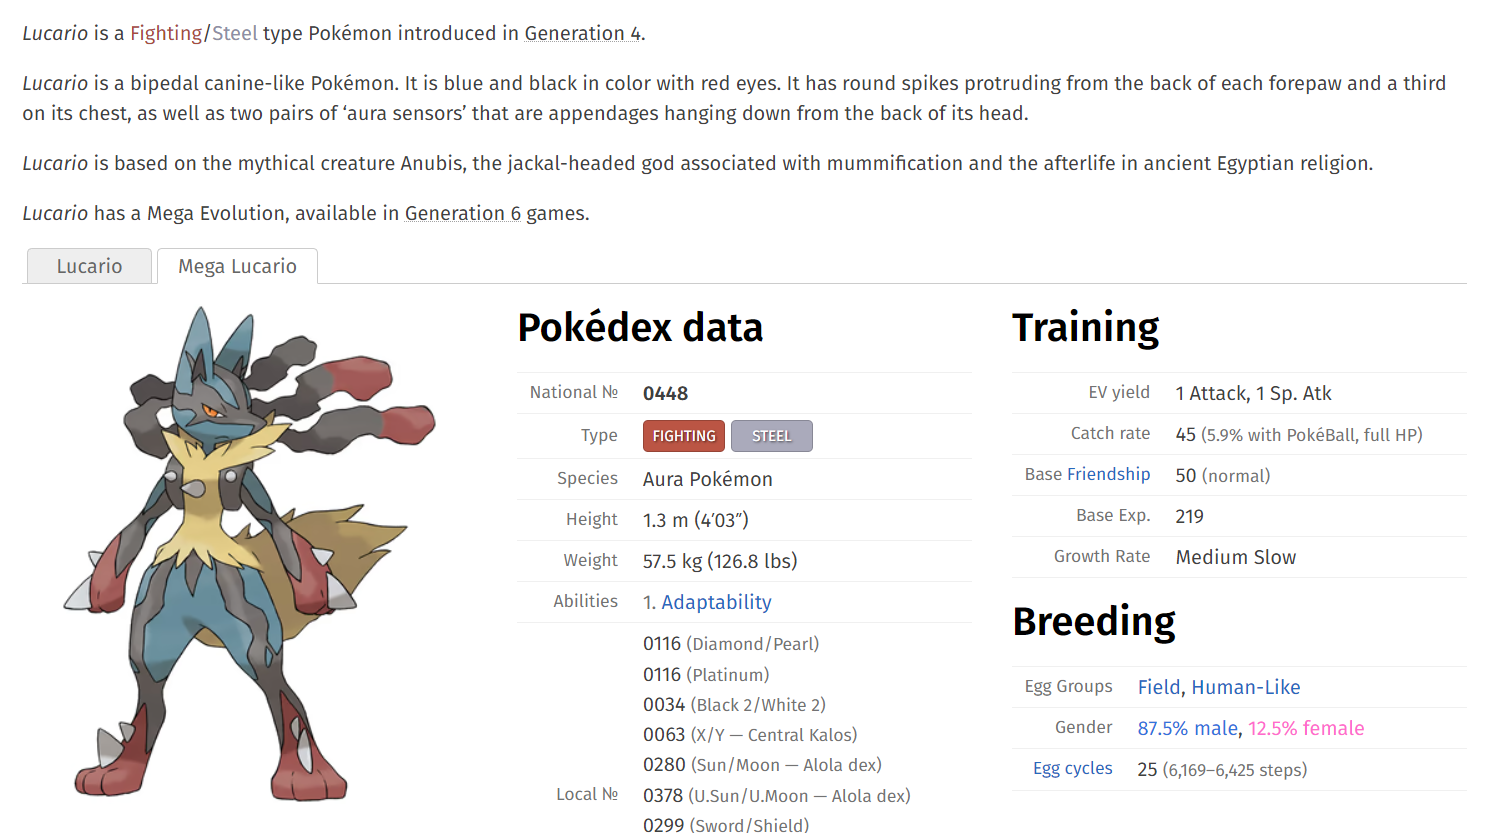 Lucario is a Fighting/Steel type Pokémon introduced in Generation 4.
Lucario is a bipedal canine-like Pokémon. It is blue and black in color with red eyes. It has round spikes protruding from the back of each forepaw and a third
on its chest, as well as two pairs of ‘aura sensors’ that are appendages hanging down from the back of its head.
Lucario is based on the mythical creature Anubis, the jackal-headed god associated with mummification and the afterlife in ancient Egyptian religion.
Lucario has a Mega Evolution, available in Generation 6 games.
Lucario
Mega Lucario
Pokédex data
National № 0448
Type FIGHTING STEEL
Species Aura Pokémon
Height 1.3 m (4′03″)
Weight 57.5 kg (126.8 lbs)
Abilities 1. Adaptability
0116 (Diamond/Pearl)
0116 (Platinum)
0034 (Black 2/White 2)
0063 (X/Y — Central Kalos)
0280 (Sun/Moon — Alola dex)
Local № 0378 (U.Sun/U.Moon — Alola dex)
0299 (Sword/Shield)
Training
EV yield 1 Attack, 1 Sp. Atk
Catch rate 45 (5.9% with PokéBall, full HP)
Base Friendship 50 (normal)
Base Exp. 219
Growth Rate Medium Slow
Breeding
Egg Groups Field, Human-Like
Gender 87.5% male, 12.5% female
Egg cycles 25 (6,169–6,425 steps)